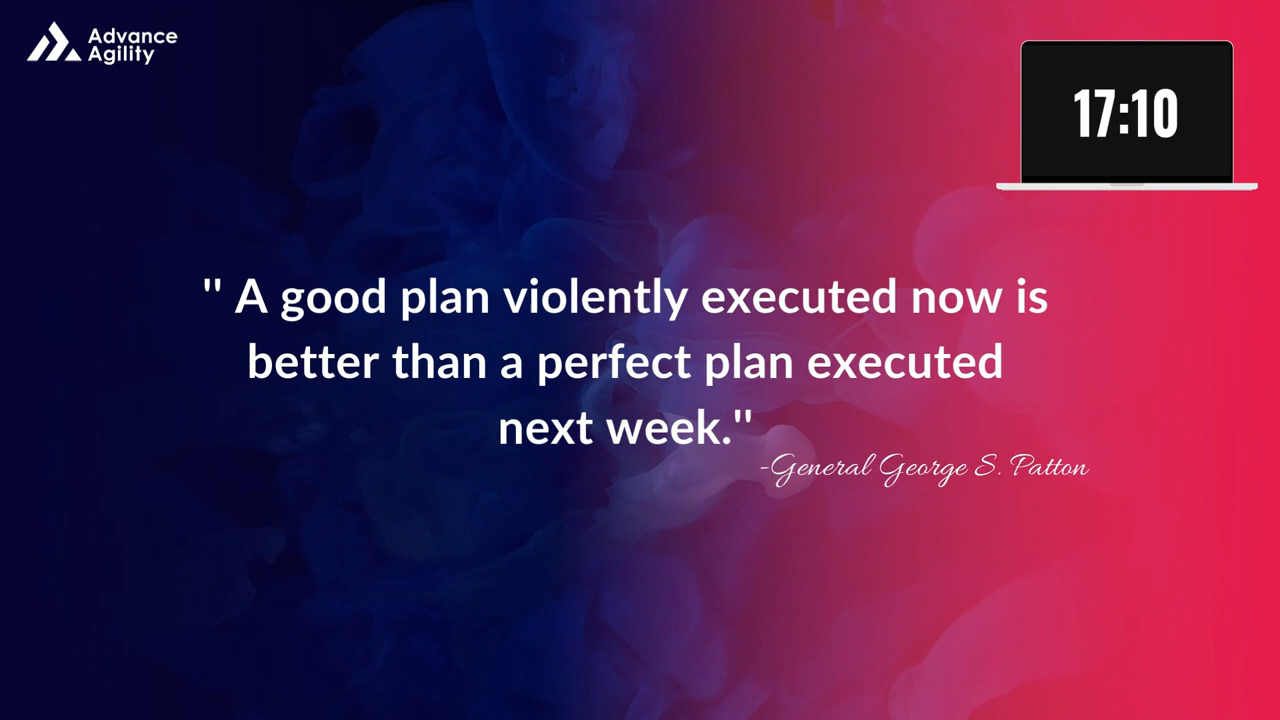 Advance
Agility
17:10
" A good plan violently executed now is
better than a perfect plan executed
next week."
-General George S. Patton